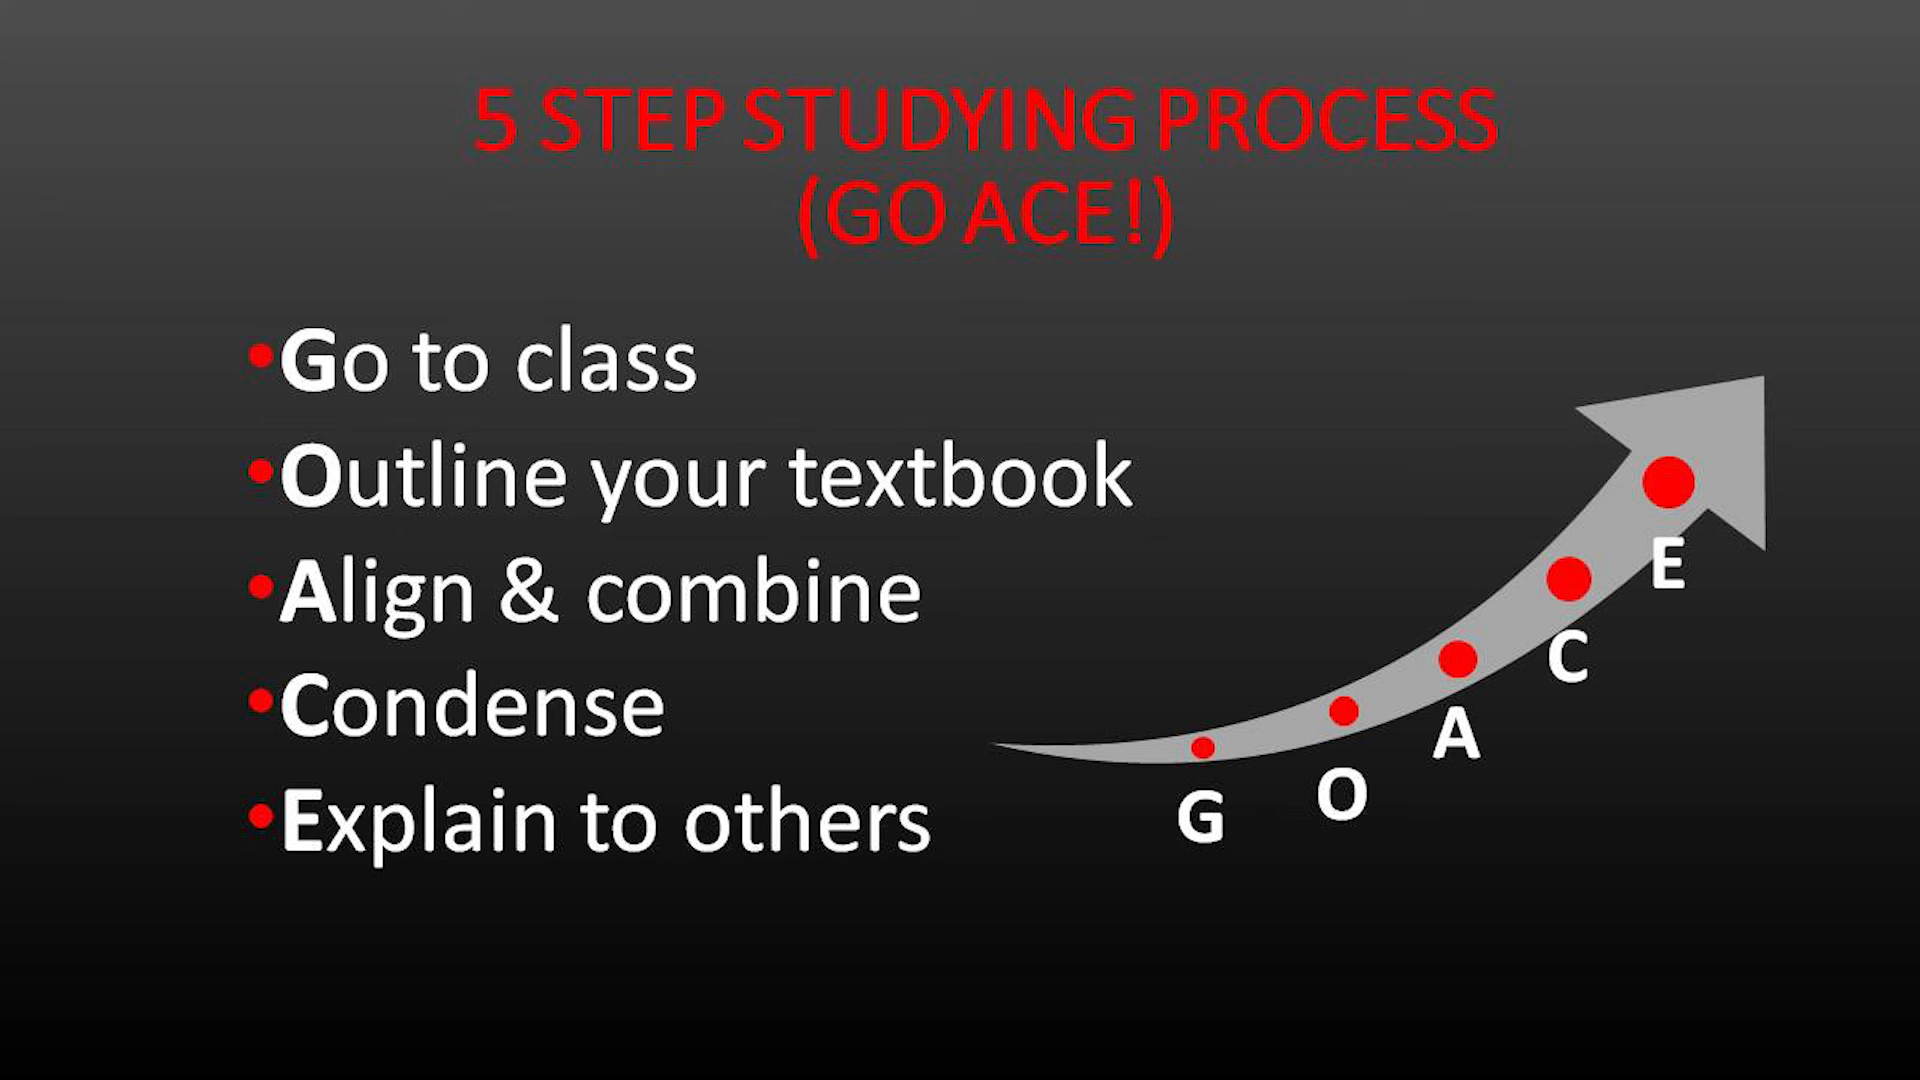 5 STEP STUDYING PROCESS
(GO ACE!)
•Go to class
•Outline your textbook
•Align & combine
•Condense
•Explain to others
E
C
A
O
G